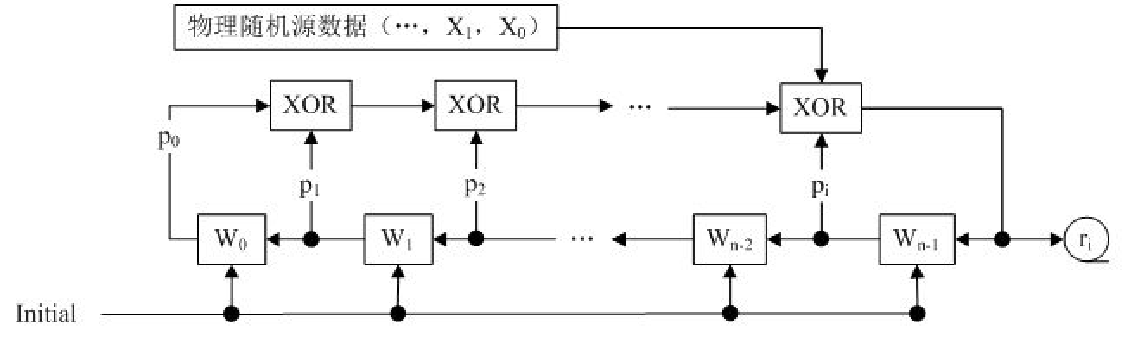 物理随机源数据（…，X₁，X₀）
XOR XOR … XOR
p₀
p₁ p₂ pᵢ
W₀ W₁ … Wₙ₋₂ Wₙ₋₁ rᵢ
Initial